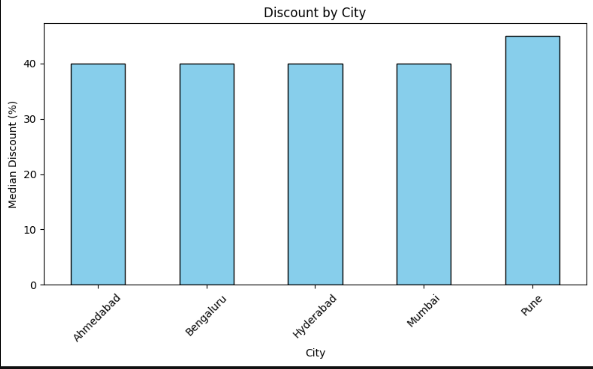 Discount by City
Median Discount (%)
40
30
20
10
0
Ahmedabad
Bengaluru
Hyderabad
Mumbai
Pune
City